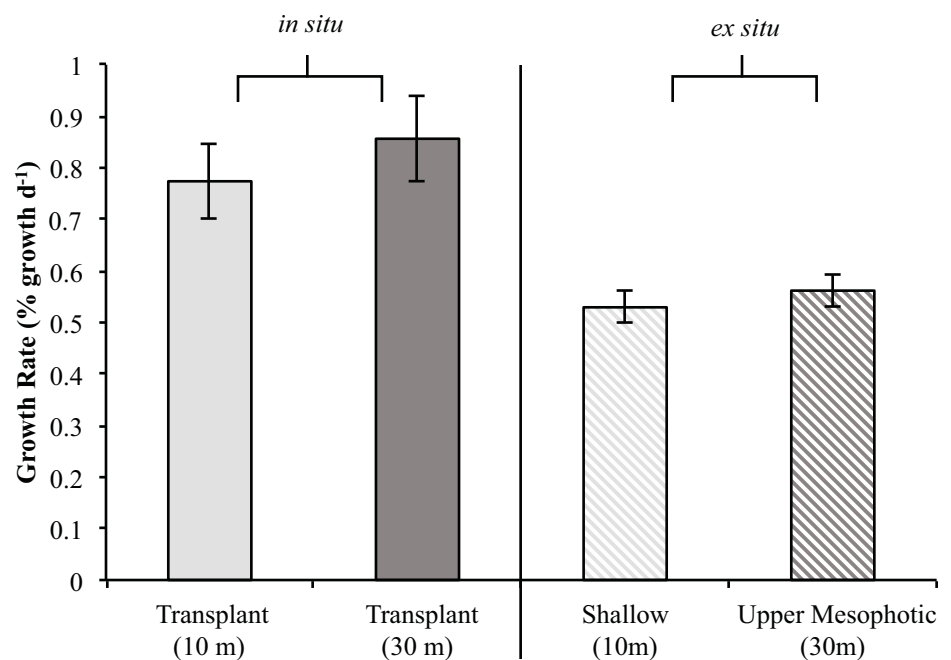 in situ
ex situ
Growth Rate (% growth d-1)
1
0.9
0.8
0.7
0.6
0.5
0.4
0.3
0.2
0.1
0
Transplant
(10 m)
Transplant
(30 m)
Shallow
(10m)
Upper Mesophotic
(30m)